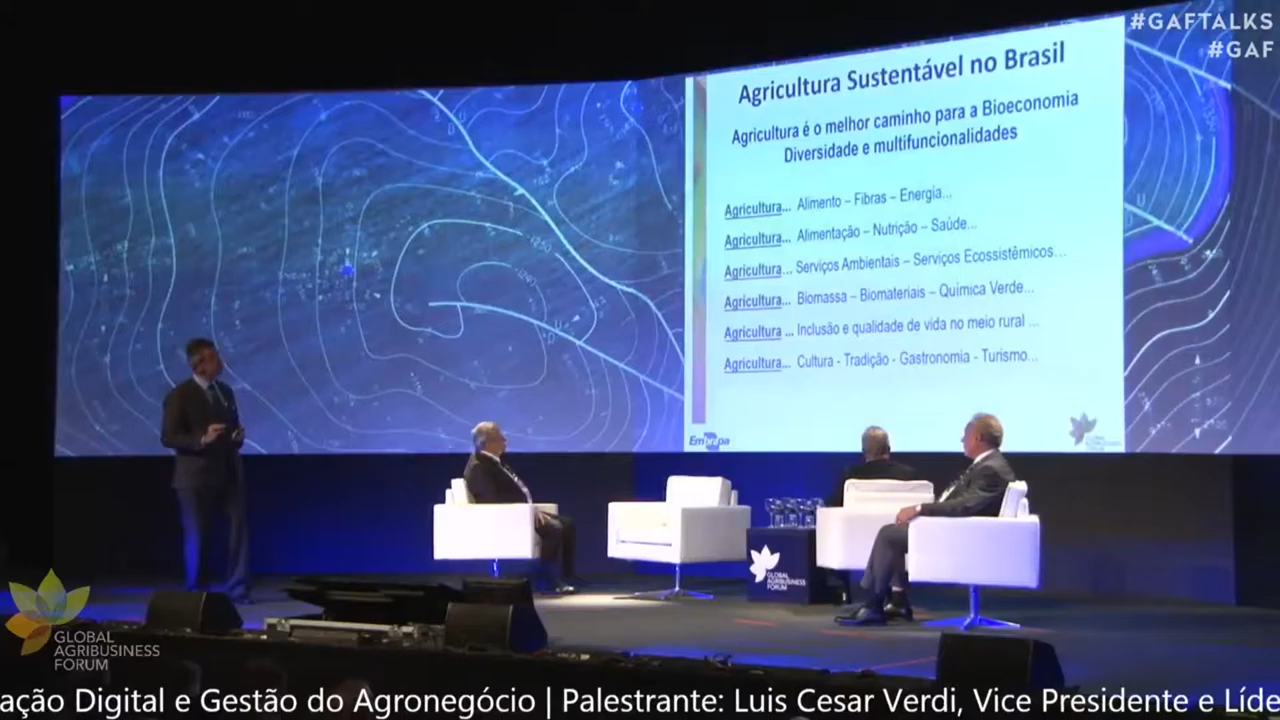 #GAFTALKS
#GAF
Agricultura Sustentável no Brasil
Agricultura é o melhor caminho para a Bioeconomia
Diversidade e multifuncionalidades
Agricultura... Alimento – Fibras – Energia...
Agricultura... Alimentação – Nutrição – Saúde...
Agricultura... Serviços Ambientais – Serviços Ecossistêmicos...
Agricultura... Biomassa – Biomateriais – Química Verde...
Agricultura ... Inclusão e qualidade de vida no meio rural ...
Agricultura... Cultura - Tradição - Gastronomia - Turismo...
Embrapa
GLOBAL
AGRIBUSINESS
FORUM
GLOBAL
AGRIBUSINESS
FORUM
GLOBAL
AGRIBUSINESS
FORUM
ação Digital e Gestão do Agronegócio | Palestrante: Luis Cesar Verdi, Vice Presidente e Líde